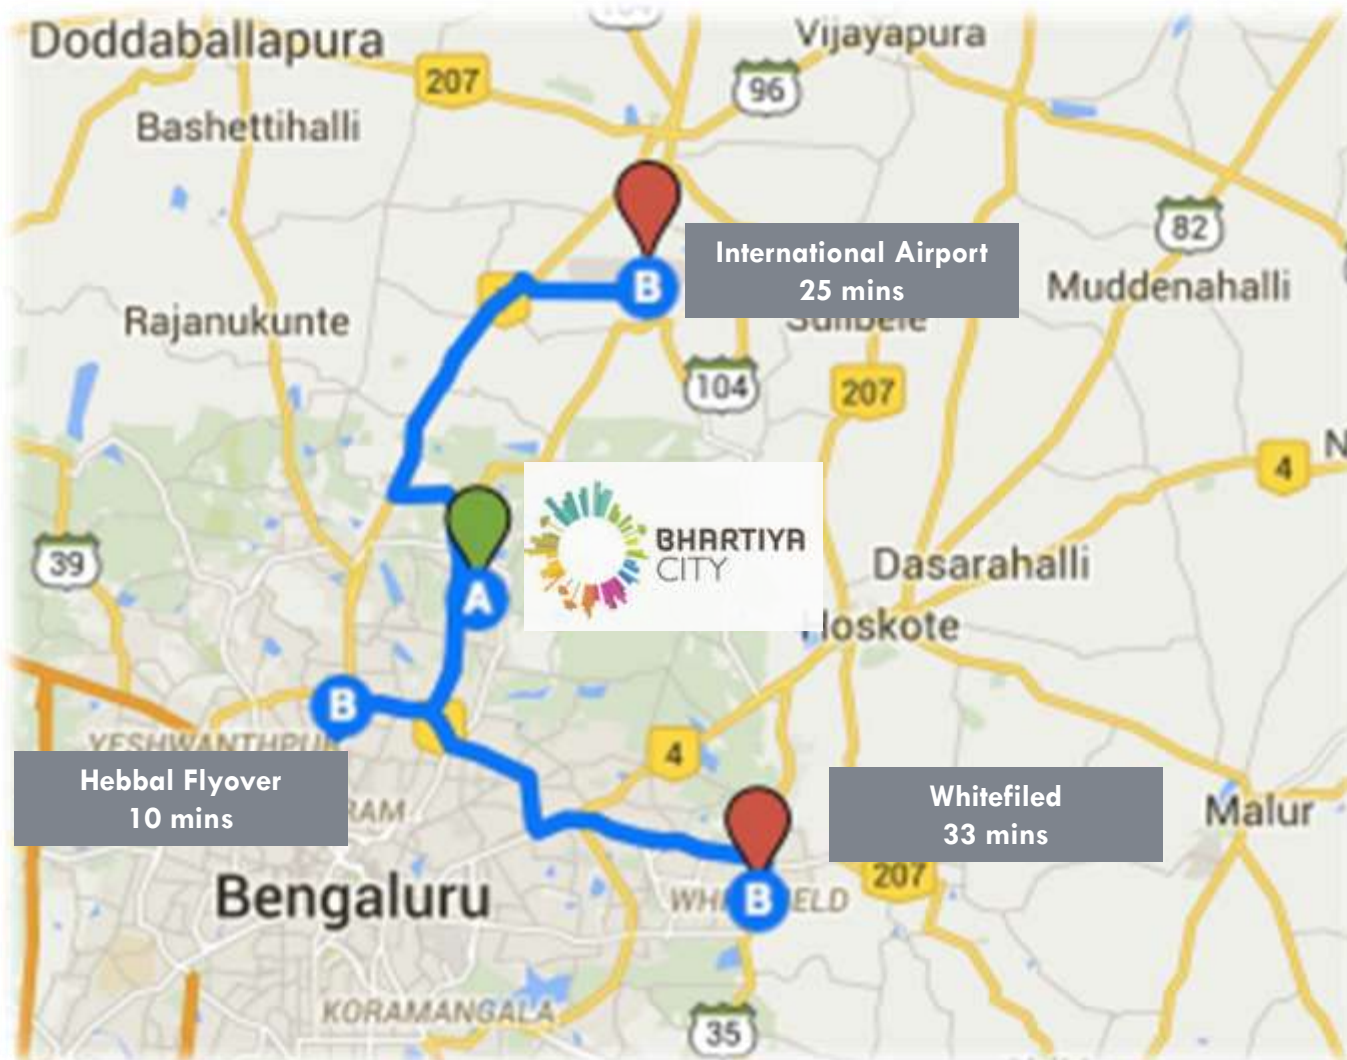 Doddaballapura
Vijayapura
207
96
Bashettihalli
82
International Airport
25 mins
B
Muddenahalli
Rajanukunte
104
207
4
BHARTIYA
CITY
39
A
Dasarahalli
Hoskote
B
YESHWANTHPUR
4
Hebbal Flyover
10 mins
Whitefiled
33 mins
Malur
Bengaluru
207
B
KORAMANGALA
35